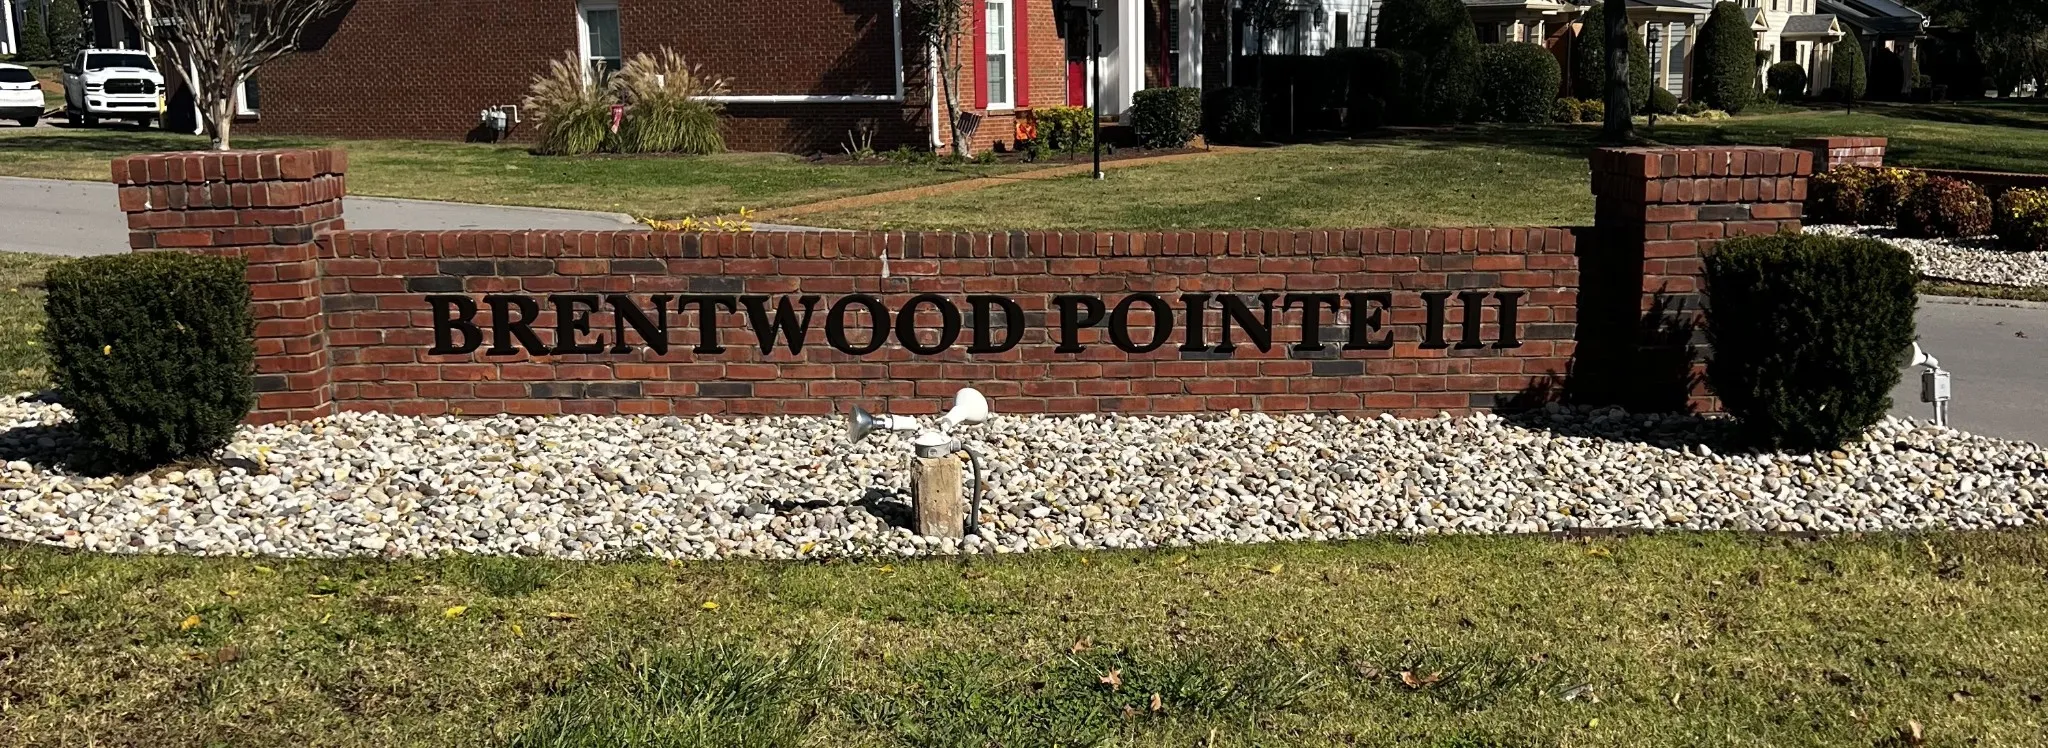 BRENTWOOD POINTE III